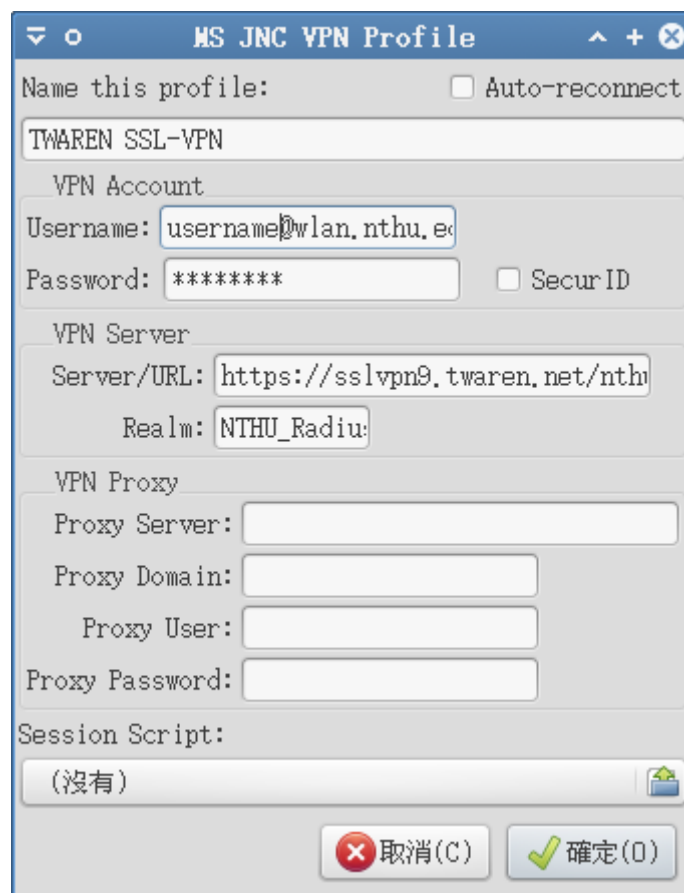 MS JNC VPN Profile
Name this profile: Auto-reconnect
TWAREN SSL-VPN
VPN Account
Username: username@wlan.nthu.e
Password: ******** SecurID
VPN Server
Server/URL: https://sslvpn9.twaren.net/nth
Realm: NTHU_Radiu
VPN Proxy
Proxy Server:
Proxy Domain:
Proxy User:
Proxy Password:
Session Script:
(沒有)
取消(C) 確定(O)